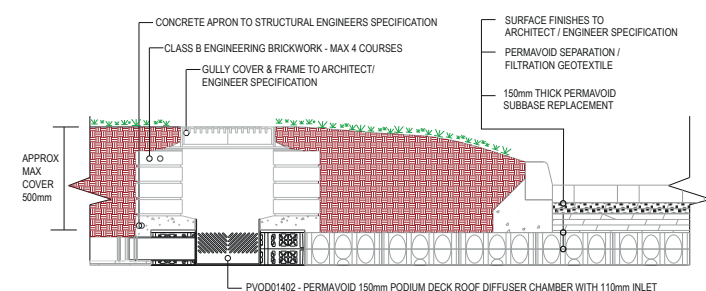 CONCRETE APRON TO STRUCTURAL ENGINEERS SPECIFICATION
CLASS B ENGINEERING BRICKWORK - MAX 4 COURSES
GULLY COVER & FRAME TO ARCHITECT/
ENGINEER SPECIFICATION
SURFACE FINISHES TO
ARCHITECT / ENGINEER SPECIFICATION
PERMAVOID SEPARATION /
FILTRATION GEOTEXTILE
150mm THICK PERMAVOID
SUBBASE REPLACEMENT
APPROX
MAX
COVER
500mm
PVOD01402 - PERMAVOID 150mm PODIUM DECK ROOF DIFFUSER CHAMBER WITH 110mm INLET